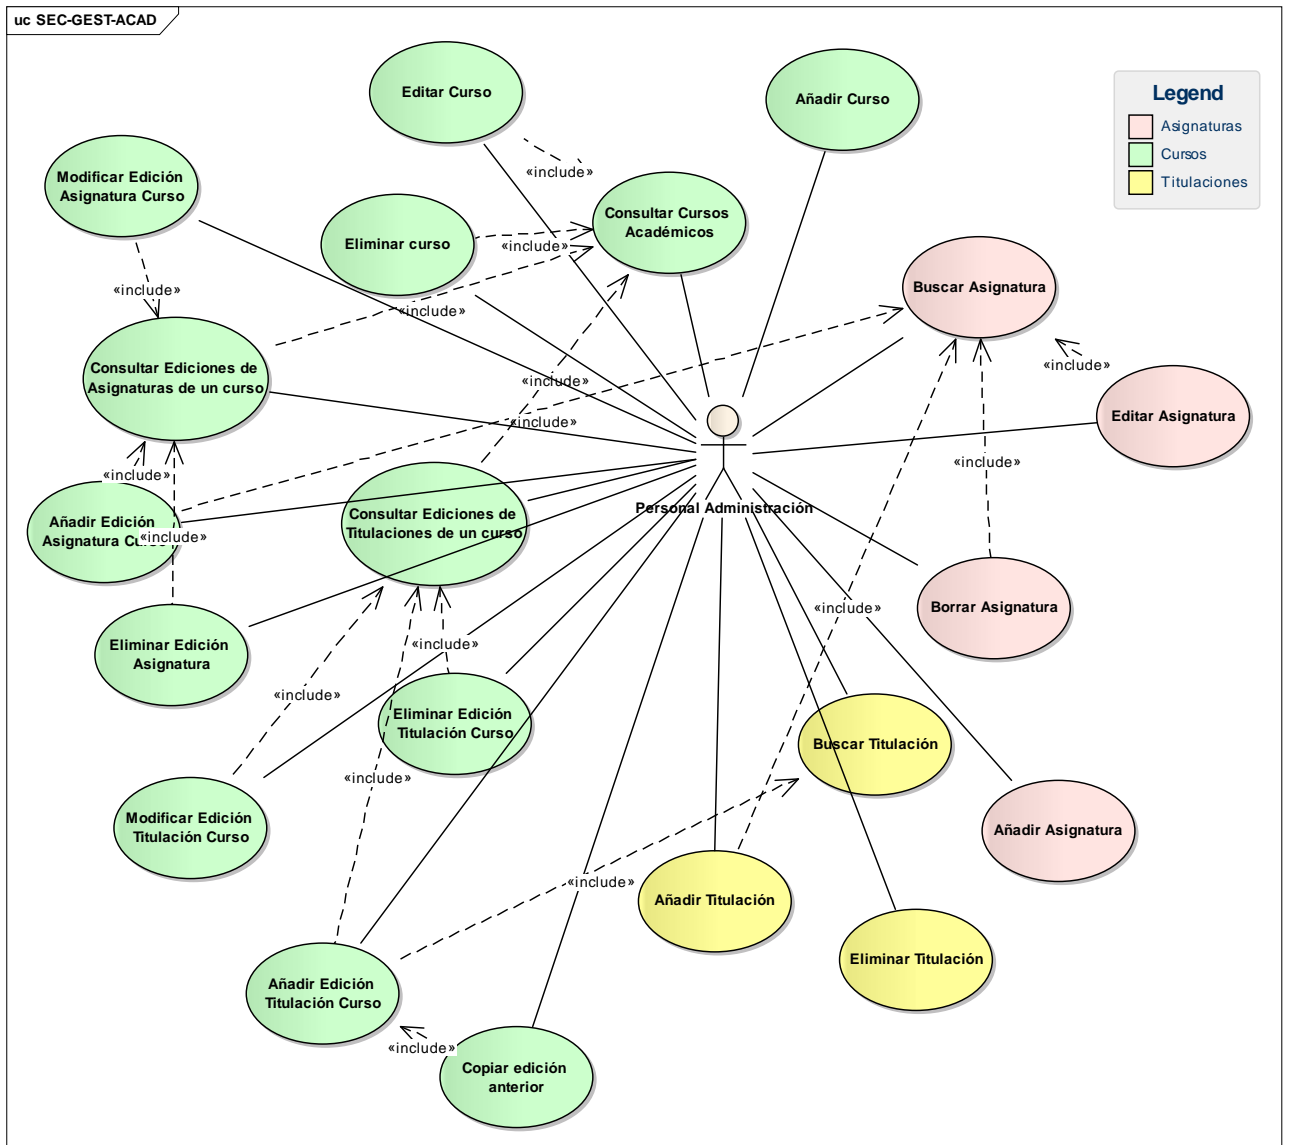 uc SEC-GEST-ACAD
Editar Curso
Añadir Curso
Legend
Asignaturas
Cursos
Titulaciones
«include»
Modificar Edición
Asignatura Curso
Consultar Cursos
Académicos
Eliminar curso
«include»
Buscar Asignatura
«include»
«include»
Consultar Ediciones de
Asignaturas de un curso
«include»
«include»
Editar Asignatura
«include»
Personal Administración
«include»
«include»
Añadir Edición
Asignatura Curso
«include»
Consultar Ediciones de
Titulaciones de un curso
Borrar Asignatura
«include»
Eliminar Edición
Asignatura
«include»
«include»
Eliminar Edición
Titulación Curso
Buscar Titulación
«include»
Modificar Edición
Titulación Curso
Añadir Asignatura
«include»
Añadir Titulación
Eliminar Titulación
Añadir Edición
Titulación Curso
«include»
Copiar edición
anterior